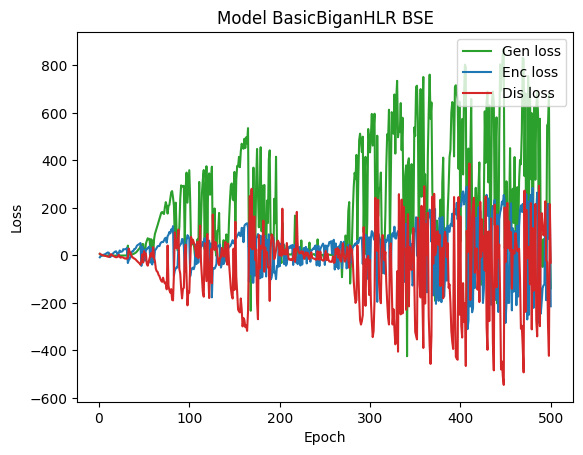 Model BasicBiganHLR BSE
Gen loss
Enc loss
Dis loss
Loss
800
600
400
200
0
−200
−400
−600
0 100 200 300 400 500
Epoch